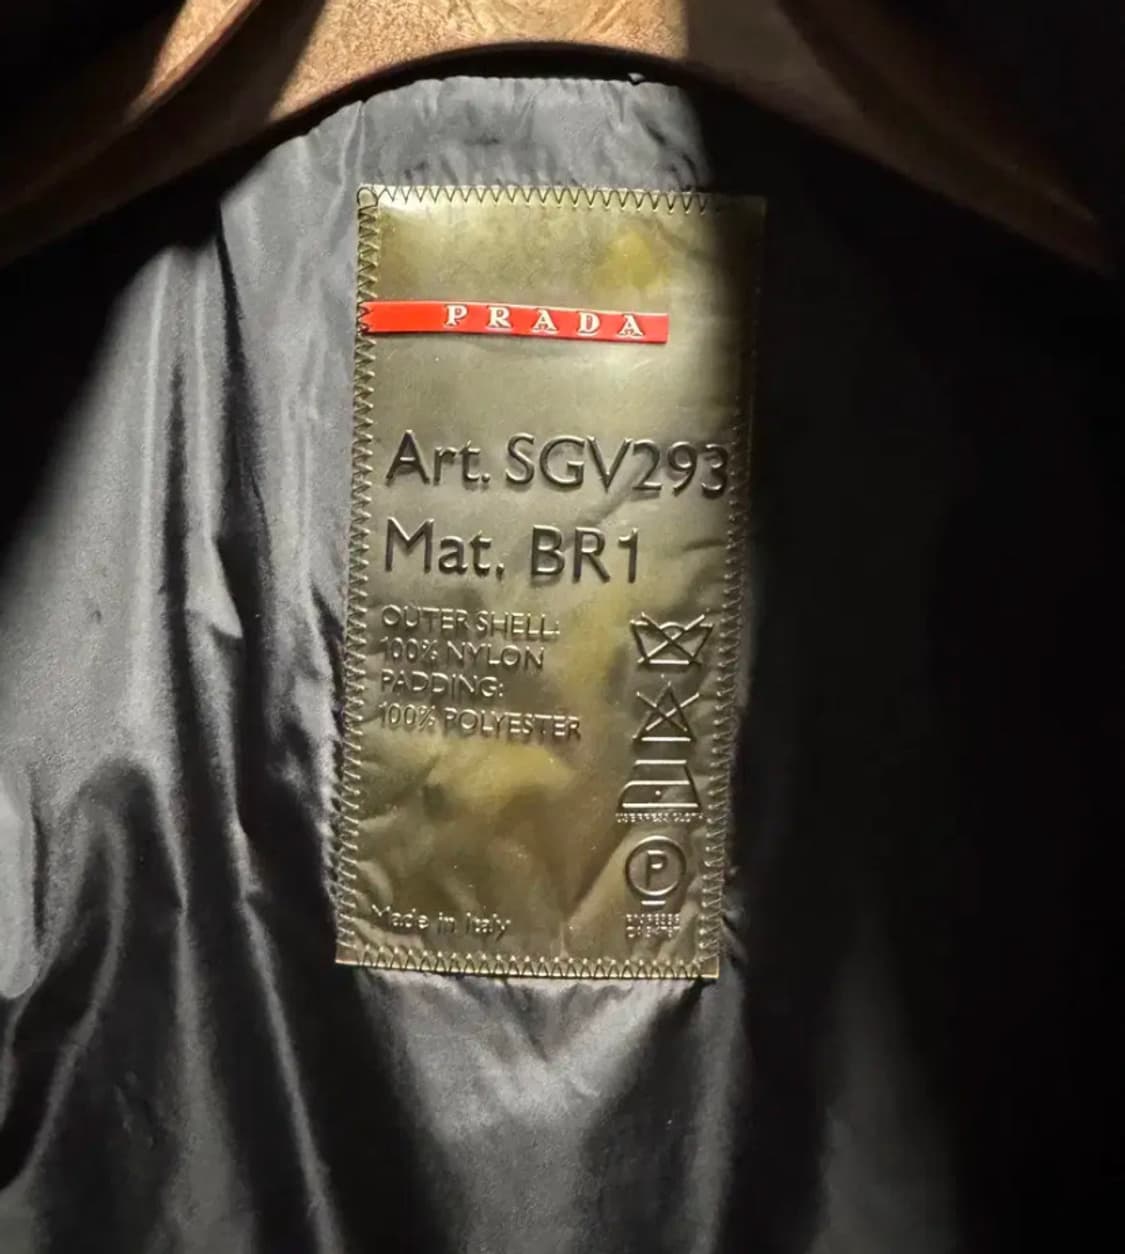 PRADA
Art. SGV293
Mat. BR1
OUTER SHELL:
100% NYLON
PADDING:
100% POLYESTER
P
Made in Italy